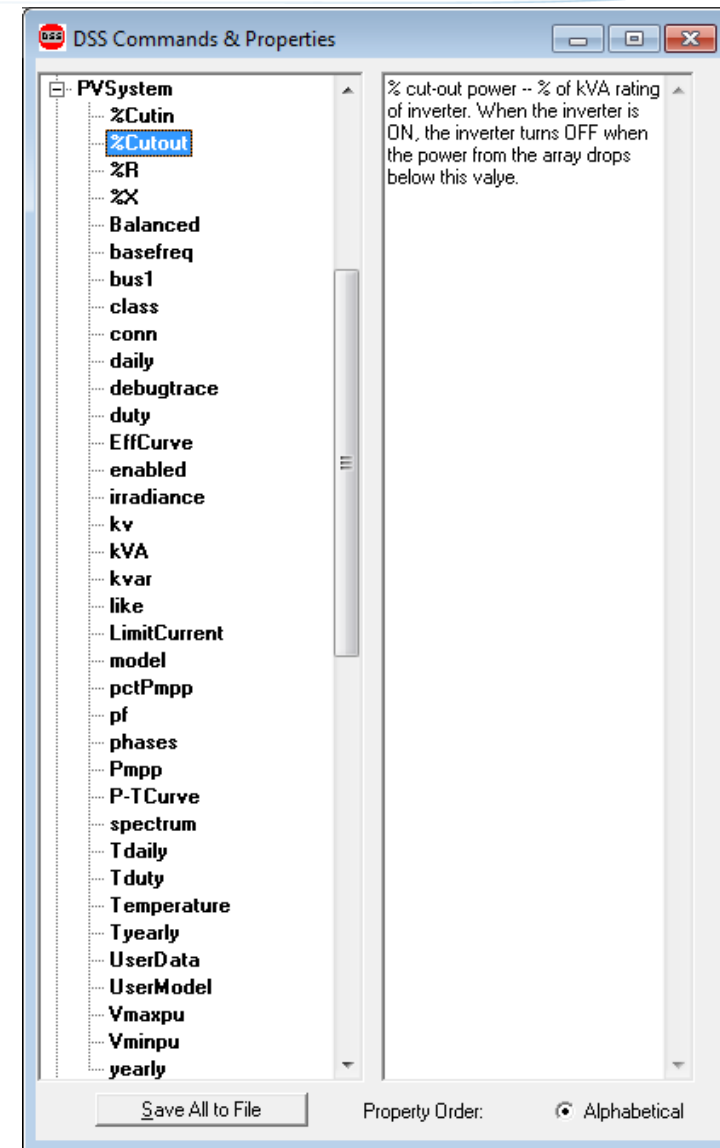 DSS DSS Commands & Properties
PVSystem
%Cutin
%Cutout
%R
%X
Balanced
basefreq
bus1
class
conn
daily
debugtrace
duty
EffCurve
enabled
irradiance
kv
kVA
kvar
like
LimitCurrent
model
pctPmpp
pf
phases
Pmpp
P-TCurve
spectrum
Tdaily
Tduty
Temperature
Tyearly
UserData
UserModel
Vmaxpu
Vminpu
yearly
% cut-out power -- % of kVA rating
of inverter. When the inverter is
ON, the inverter turns OFF when
the power from the array drops
below this valye.
Save All to File
Property Order:
Alphabetical